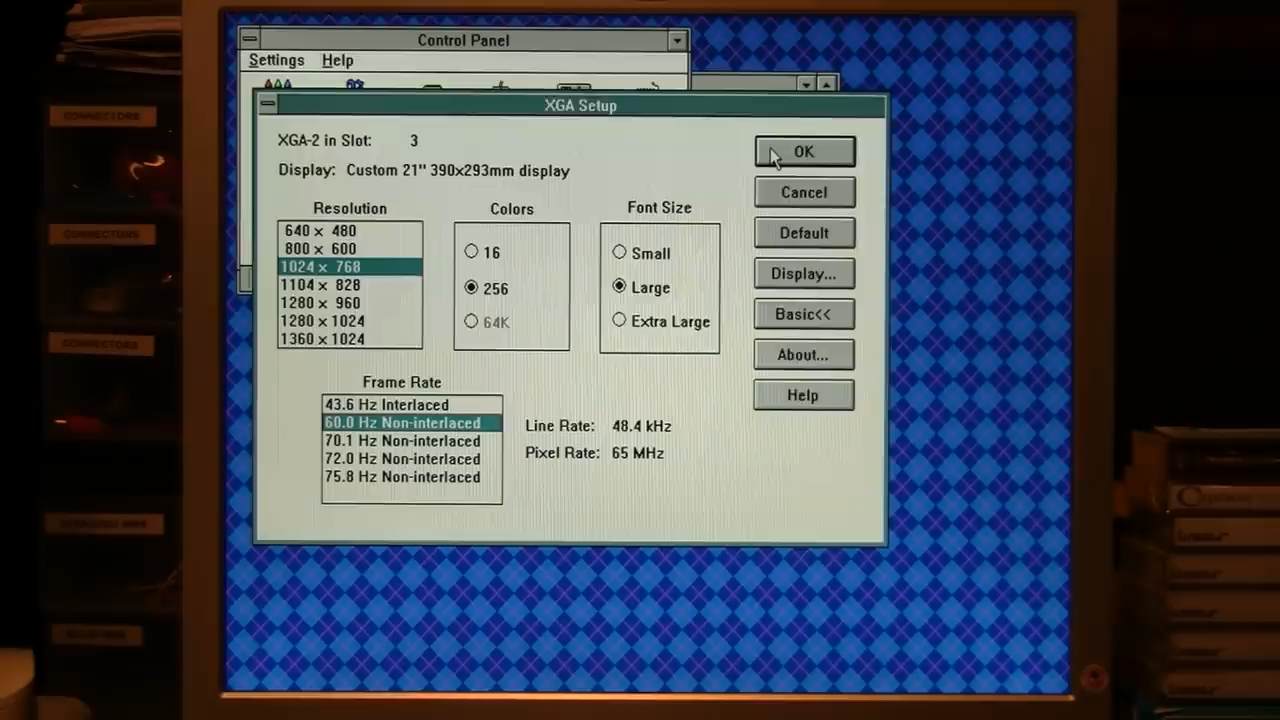 Control Panel
Settings Help
XGA Setup
XGA-2 in Slot: 3
Display: Custom 21" 390x293mm display
Resolution
640 × 480
800 × 600
1024 × 768
1104 × 828
1280 × 960
1280 × 1024
1360 × 1024
Colors
16
256
64K
Font Size
Small
Large
Extra Large
OK
Cancel
Default
Display...
Basic<<
About...
Help
Frame Rate
43.6 Hz Interlaced
60.0 Hz Non-interlaced
70.1 Hz Non-interlaced
72.0 Hz Non-interlaced
75.8 Hz Non-interlaced
Line Rate: 48.4 kHz
Pixel Rate: 65 MHz
CONNECTORS
CONNECTORS
CONNECTORS